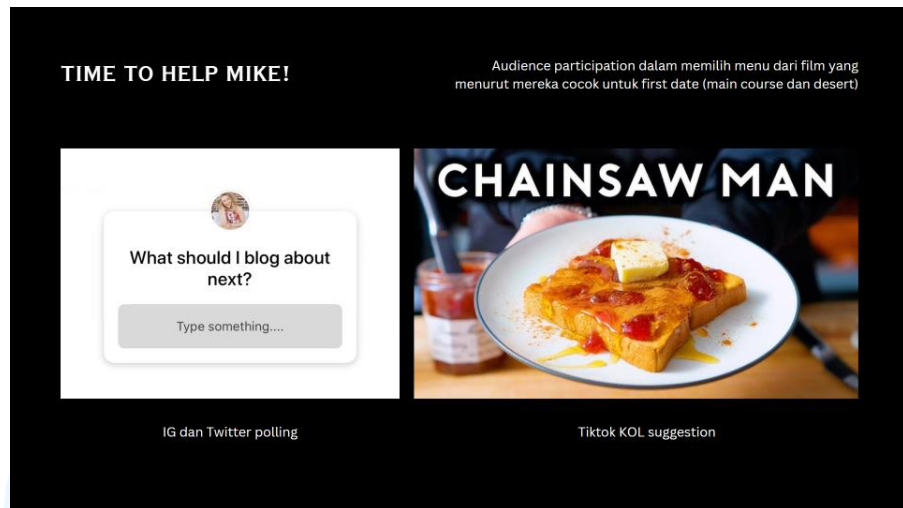 TIME TO HELP MIKE!
Audience participation dalam memilih menu dari film yang
menurut mereka cocok untuk first date (main course dan desert)
What should I blog about
next?
Type something....
CHAINSAW MAN
IG dan Twitter polling
Tiktok KOL suggestion